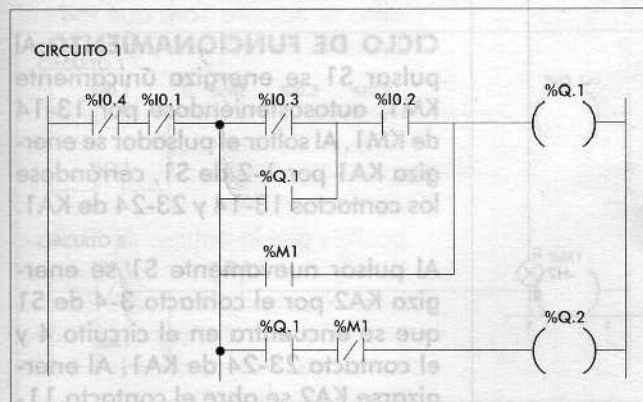 CIRCUITO 1
%I0.4 %I0.1 %I0.3 %I0.2 %Q.1
%Q.1
%M1
%Q.1 %M1 %Q.2
CICLO DE FUNCIONAMIENTO Al
pulsar S1 se energiza únicamente
autososteniéndose por 13-14
de KM1. Al soltar el pulsador se ener-
giza KA1 por 1-2 de S1, cerrándose
los contactos 13-14 y 23-24 de KA1.
Al pulsar nuevamente S1 se ener-
giza KA2 por el contacto 3-4 de S1
que se encuentra en el circuito 4 y
el contacto 23-24 de KA1. Al ener-
gizarse KA2 se abre el contacto 11-